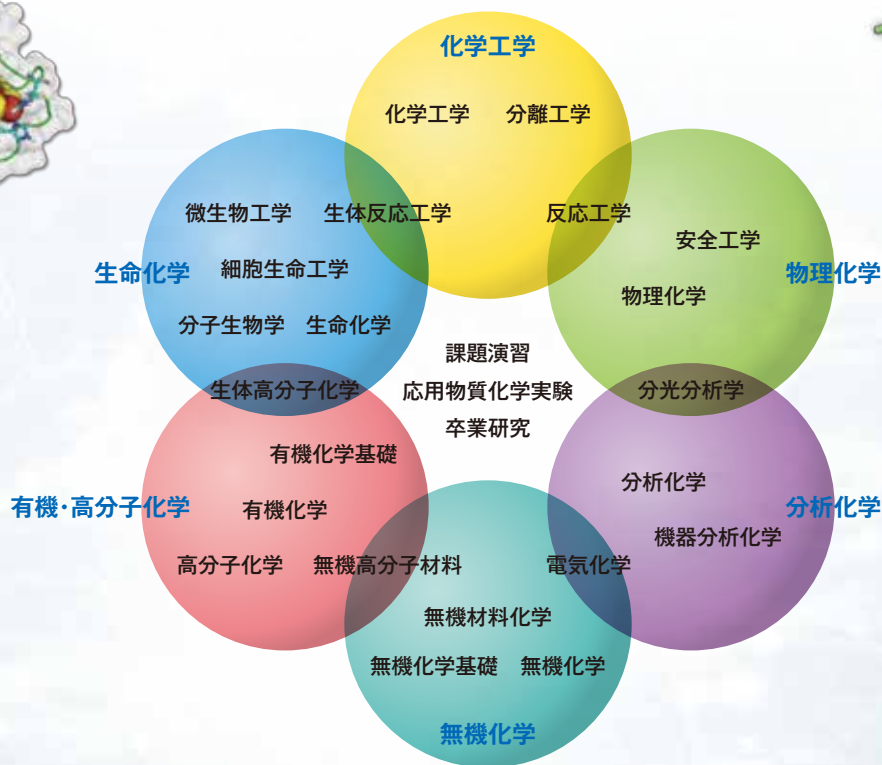 化学工学
化学工学 分離工学
微生物工学 生体反応工学 反応工学
安全工学
生命化学 細胞生命工学 物理化学
物理化学
分子生物学 生命化学
課題演習
生体高分子化学 応用物質化学実験 分光分析学
卒業研究
有機化学基礎
分析化学
有機・高分子化学 有機化学 分析化学
機器分析化学
高分子化学 無機高分子材料 電気化学
無機材料化学
無機化学基礎 無機化学
無機化学